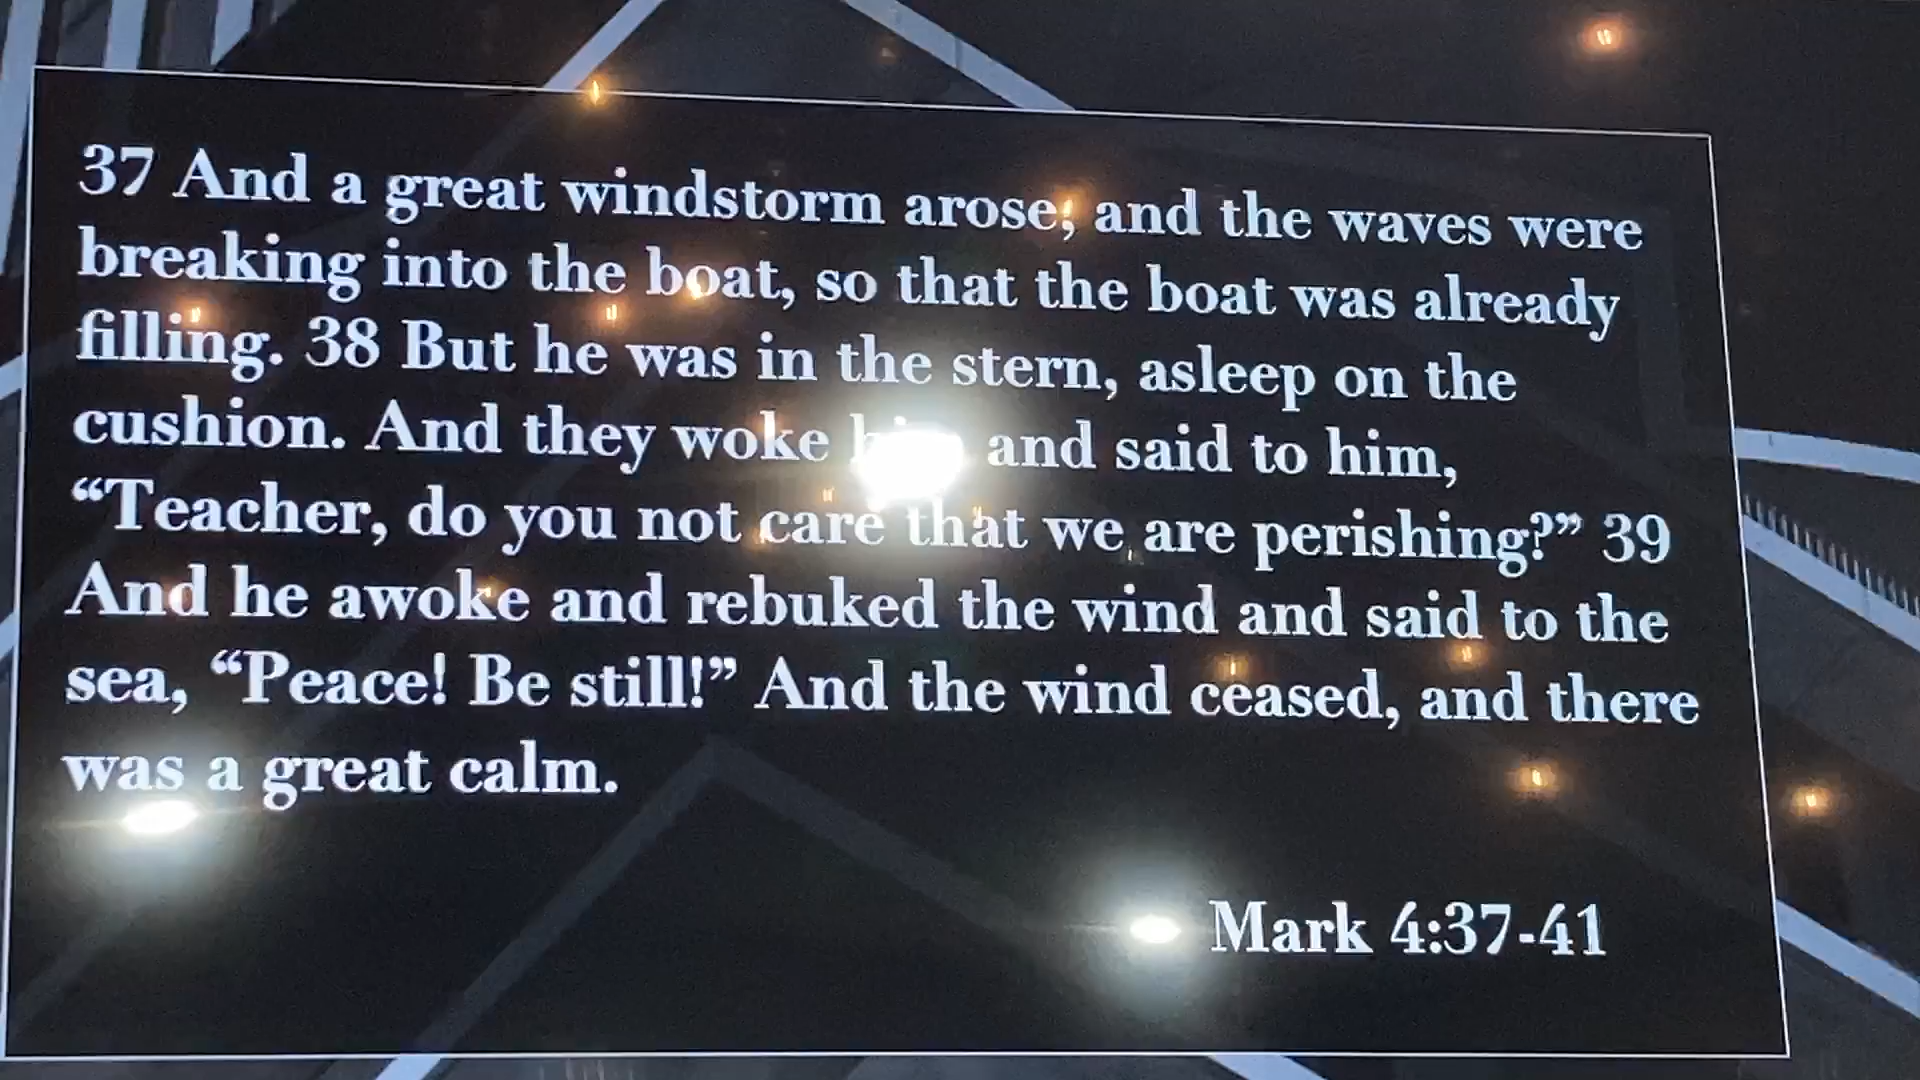 37 And a great windstorm arose, and the waves were
breaking into the boat, so that the boat was already
filling. 38 But he was in the stern, asleep on the
cushion. And they woke him and said to him,
“Teacher, do you not care that we are perishing?” 39
And he awoke and rebuked the wind and said to the
sea, “Peace! Be still!” And the wind ceased, and there
was a great calm.
Mark 4:37-41